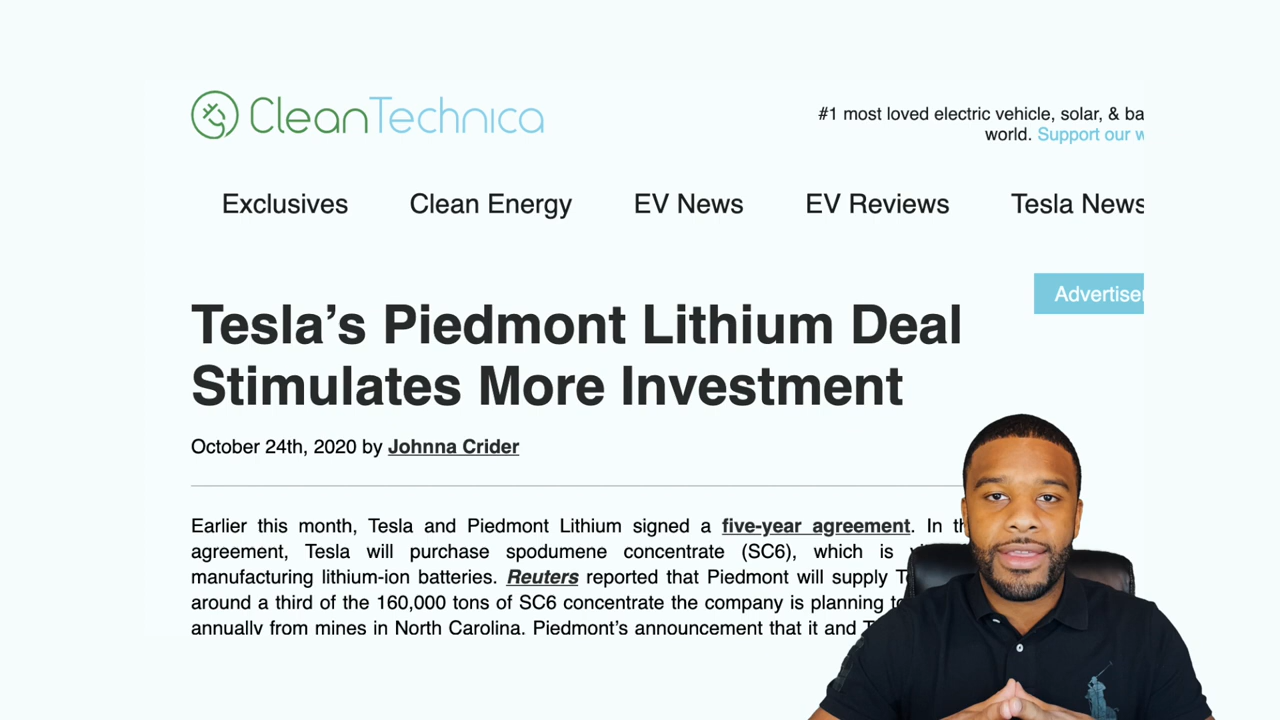 CleanTechnica
#1 most loved electric vehicle, solar, & ba
world. Support our w
Exclusives Clean Energy EV News EV Reviews Tesla News
Advertise
Tesla's Piedmont Lithium Deal
Stimulates More Investment
October 24th, 2020 by Johnna Crider
Earlier this month, Tesla and Piedmont Lithium signed a five-year agreement. In
agreement, Tesla will purchase spodumene concentrate (SC6), which is
manufacturing lithium-ion batteries. Reuters reported that Piedmont will supply
around a third of the 160,000 tons of SC6 concentrate the company is planning
annually from mines in North Carolina. Piedmont's announcement that it and